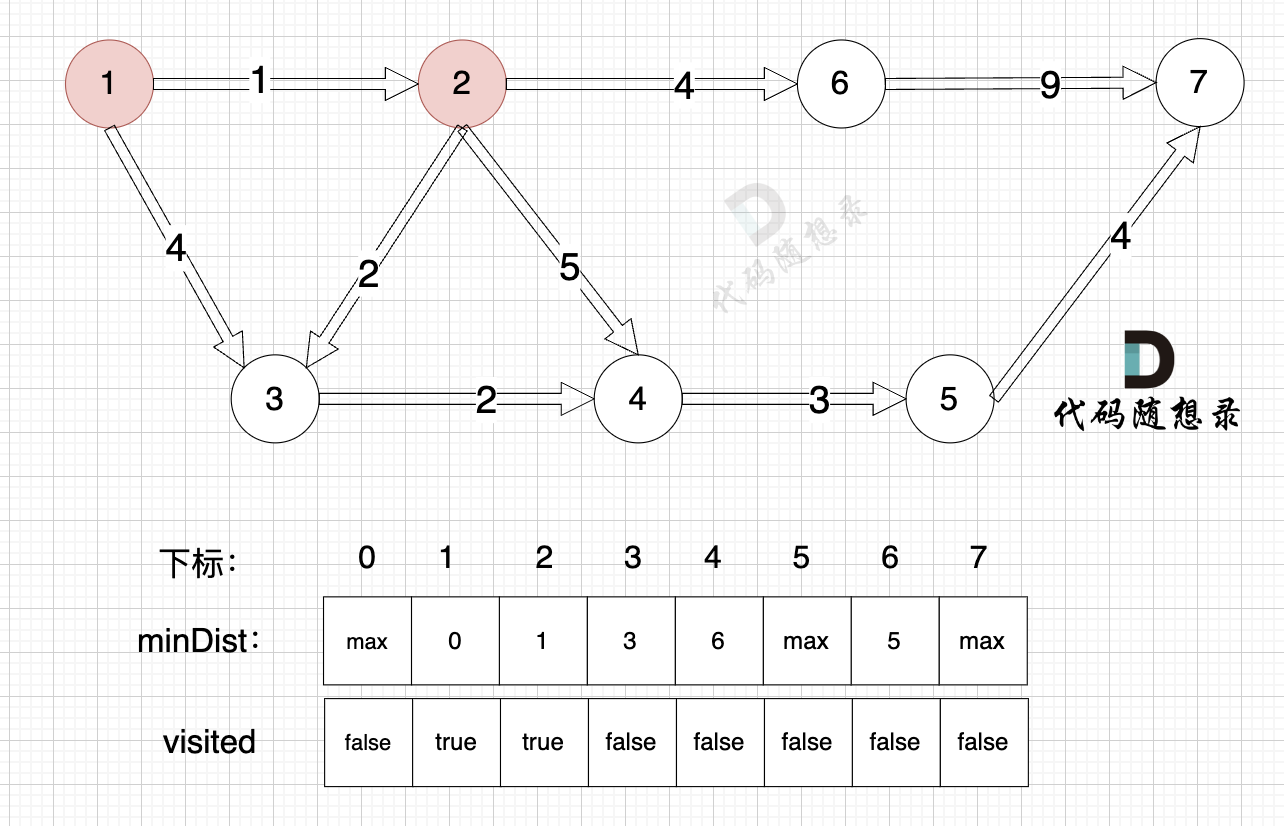 1 1 2 4 6 9 7
4 2 5 4
代码随想录
3 2 4 3 5
代码随想录
下标： 0 1 2 3 4 5 6 7
minDist： max 0 1 3 6 max 5 max
visited false true true false false false false false